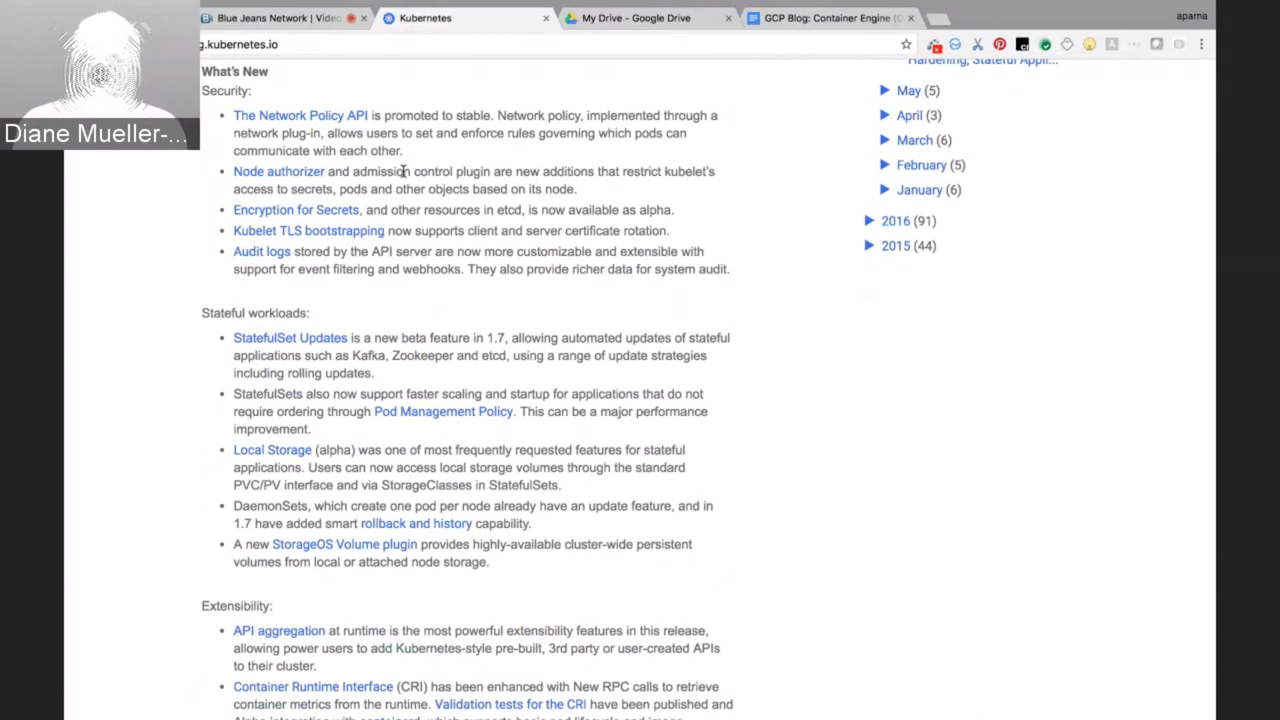 Blue Jeans Network | Video
Kubernetes
My Drive - Google Drive
GCP Blog: Container Engine (
aparna
g.kubernetes.io
Diane Mueller-...
What's New
Security:
The Network Policy API is promoted to stable. Network policy, implemented through a
network plug-in, allows users to set and enforce rules governing which pods can
communicate with each other.
Node authorizer and admission control plugin are new additions that restrict kubelet's
access to secrets, pods and other objects based on its node.
Encryption for Secrets, and other resources in etcd, is now available as alpha.
Kubelet TLS bootstrapping now supports client and server certificate rotation.
Audit logs stored by the API server are now more customizable and extensible with
support for event filtering and webhooks. They also provide richer data for system audit.
Stateful workloads:
StatefulSet Updates is a new beta feature in 1.7, allowing automated updates of stateful
applications such as Kafka, Zookeeper and etcd, using a range of update strategies
including rolling updates.
StatefulSets also now support faster scaling and startup for applications that do not
require ordering through Pod Management Policy. This can be a major performance
improvement.
Local Storage (alpha) was one of most frequently requested features for stateful
applications. Users can now access local storage volumes through the standard
PVC/PV interface and via StorageClasses in StatefulSets.
DaemonSets, which create one pod per node already have an update feature, and in
1.7 have added smart rollback and history capability.
A new StorageOS Volume plugin provides highly-available cluster-wide persistent
volumes from local or attached node storage.
Extensibility:
API aggregation at runtime is the most powerful extensibility features in this release,
allowing power users to add Kubernetes-style pre-built, 3rd party or user-created APIs
to their cluster.
Container Runtime Interface (CRI) has been enhanced with New RPC calls to retrieve
container metrics from the runtime. Validation tests for the CRI have been published and
Alpha integration with containerd, which supports basic pod lifecycle and image
Hardening, Stateful Appli...
May (5)
April (3)
March (6)
February (5)
January (6)
2016 (91)
2015 (44)